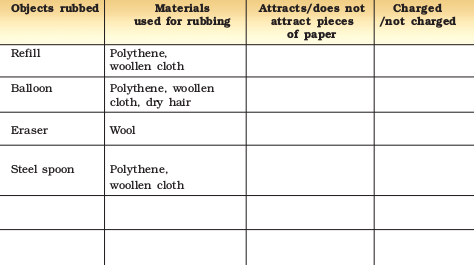 Objects rubbed
Materials
used for rubbing
Attracts/does not
attract pieces
of paper
Charged
/not charged
Refill
Polythene,
woollen cloth
Balloon
Polythene, woollen
cloth, dry hair
Eraser
Wool
Steel spoon
Polythene,
woollen cloth